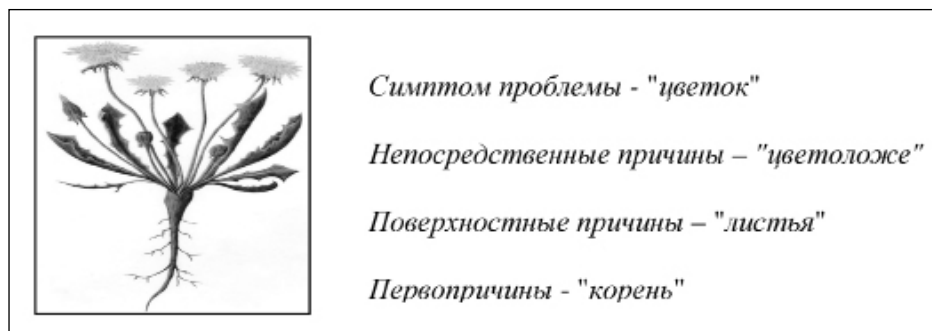 Симптом проблемы - "цветок"
Непосредственные причины – "цветоложе"
Поверхностные причины – "листья"
Первопричины - "корень"